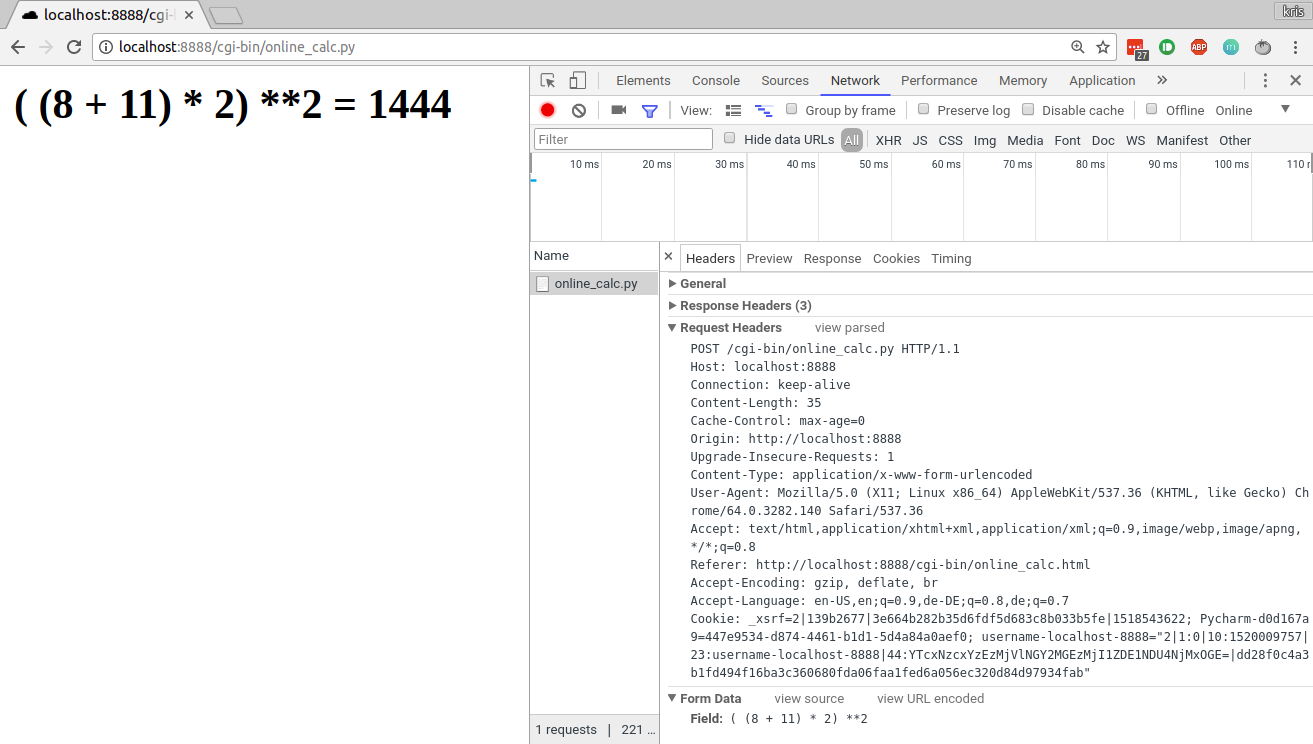 localhost:8888/cgi-
kris
localhost:8888/cgi-bin/online_calc.py
27
ABP
( (8 + 11) * 2) **2 = 1444
Elements Console Sources Network Performance Memory Application »
View: Group by frame Preserve log Disable cache Offline Online
Filter Hide data URLs All XHR JS CSS Img Media Font Doc WS Manifest Other
10 ms 20 ms 30 ms 40 ms 50 ms 60 ms 70 ms 80 ms 90 ms 100 ms 110 r
Name
online_calc.py
× Headers Preview Response Cookies Timing
General
Response Headers (3)
Request Headers view parsed
POST /cgi-bin/online_calc.py HTTP/1.1
Host: localhost:8888
Connection: keep-alive
Content-Length: 35
Cache-Control: max-age=0
Origin: http://localhost:8888
Upgrade-Insecure-Requests: 1
Content-Type: application/x-www-form-urlencoded
User-Agent: Mozilla/5.0 (X11; Linux x86_64) AppleWebKit/537.36 (KHTML, like Gecko) Ch
rome/64.0.3282.140 Safari/537.36
Accept: text/html,application/xhtml+xml,application/xml;q=0.9,image/webp,image/apng,
*/*;q=0.8
Referer: http://localhost:8888/cgi-bin/online_calc.html
Accept-Encoding: gzip, deflate, br
Accept-Language: en-US,en;q=0.9,de-DE;q=0.8,de;q=0.7
Cookie: _xsrf=2|139b2677|3e664b282b35d6fdf5d683c8b033b5fe|1518543622; Pycharm-d0d167a
9=447e9534-d874-4461-b1d1-5d4a84a0aef0; username-localhost-8888="2|1:0|10:1520009757|
23:username-localhost-8888|44:YTcxNzcxYzEzMjVlNGY2MGEzMjI1ZDE1NDU4NjMxOGE=|dd28f0c4a3
b1fd494f16ba3c360680fda06faa1fed6a056ec320d84d97934fab"
Form Data view source view URL encoded
Field: ( (8 + 11) * 2) **2
1 requests | 221 ...